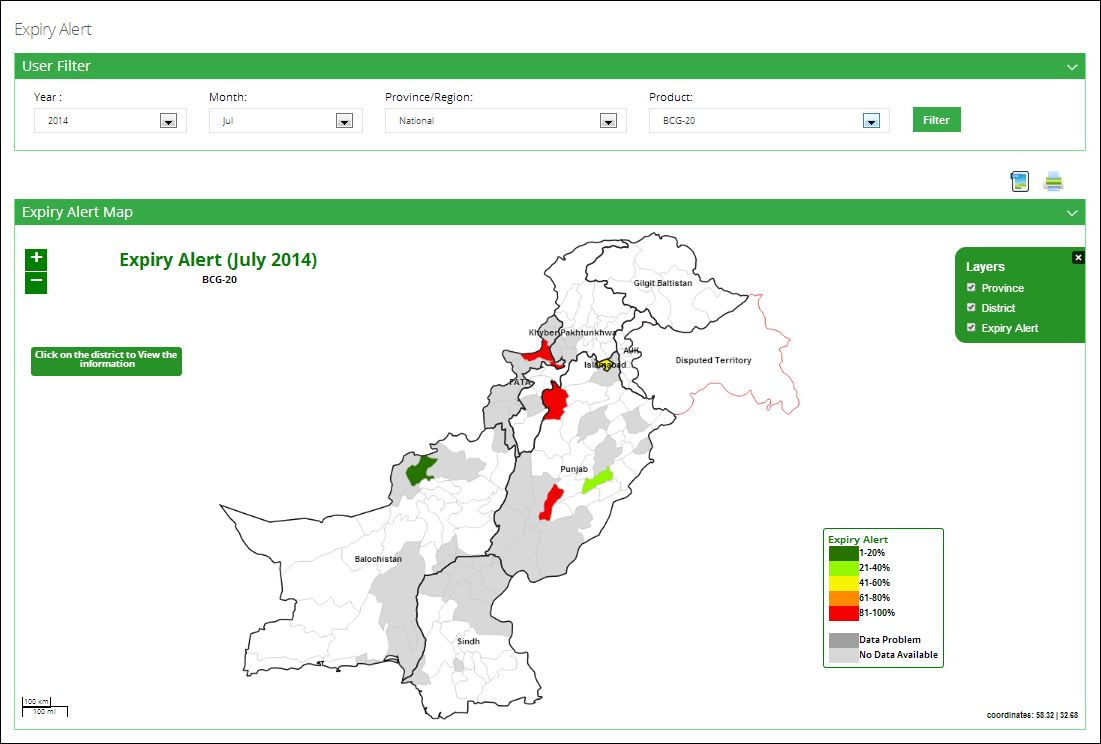 Expiry Alert
User Filter
Year :
Month:
Province/Region:
Product:
2014
Jul
National
BCG-20
Filter
Expiry Alert Map
+
−
Expiry Alert (July 2014)
BCG-20
Click on the district to View the
information
Layers
Province
District
Expiry Alert
Gilgit Baltistan
Khyber Pakhtunkhwa
AJK
Disputed Territory
Islamabad
FATA
Punjab
Balochistan
Sindh
Expiry Alert
1-20%
21-40%
41-60%
61-80%
81-100%
Data Problem
No Data Available
100 km
100 mi
coordinates: 58.32 | 32.68